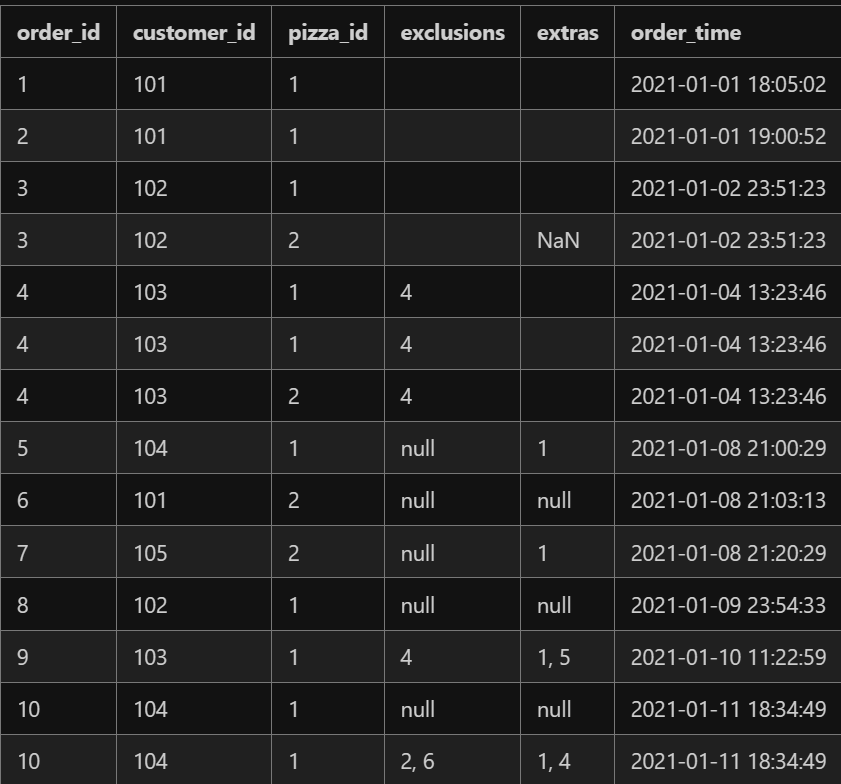 order_id customer_id pizza_id exclusions extras order_time
1 101 1 2021-01-01 18:05:02
2 101 1 2021-01-01 19:00:52
3 102 1 2021-01-02 23:51:23
3 102 2 NaN 2021-01-02 23:51:23
4 103 1 4 2021-01-04 13:23:46
4 103 1 4 2021-01-04 13:23:46
4 103 2 4 2021-01-04 13:23:46
5 104 1 null 1 2021-01-08 21:00:29
6 101 2 null null 2021-01-08 21:03:13
7 105 2 null 1 2021-01-08 21:20:29
8 102 1 null null 2021-01-09 23:54:33
9 103 1 4 1, 5 2021-01-10 11:22:59
10 104 1 null null 2021-01-11 18:34:49
10 104 1 2, 6 1, 4 2021-01-11 18:34:49